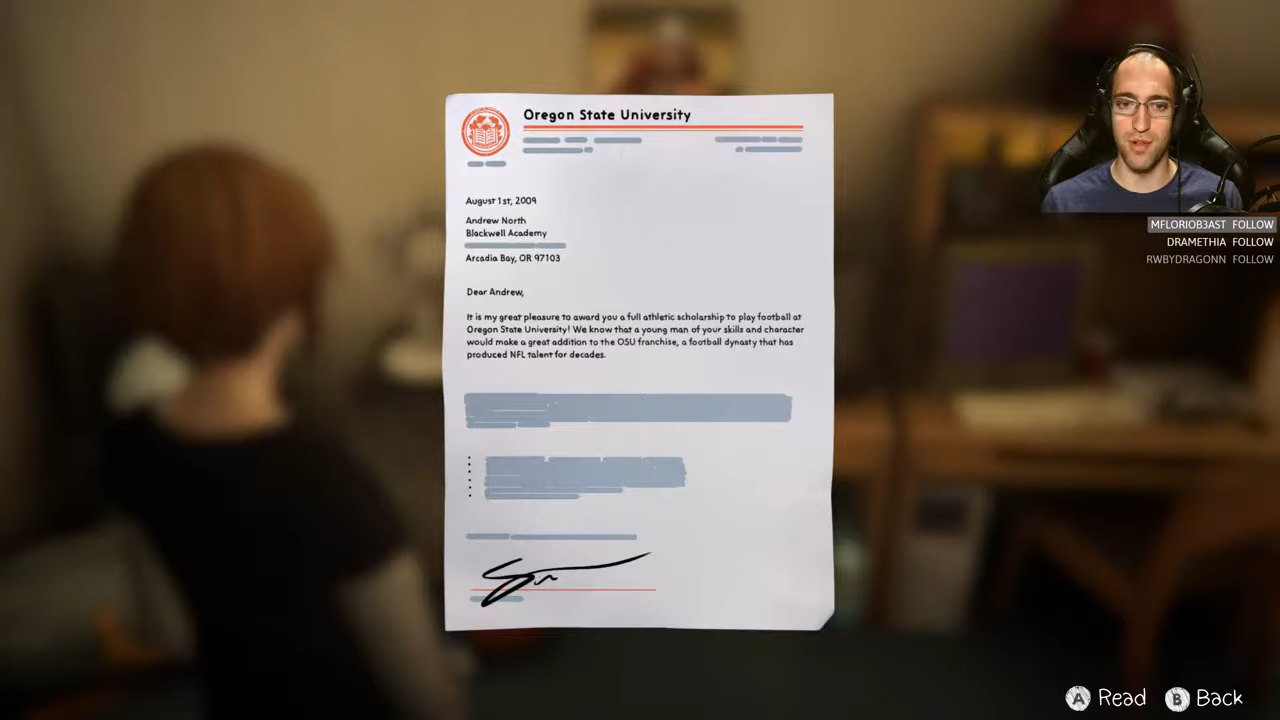 Oregon State University
August 1st, 2009
Andrew North
Blackwell Academy
Arcadia Bay, OR 97103
Dear Andrew,
It is my great pleasure to award you a full athletic scholarship to play football at
Oregon State University! We know that a young man of your skills and character
would make a great addition to the OSU franchise, a football dynasty that has
produced NFL talent for decades.
MFLORIOB3AST FOLLOW
DRAMETHIA FOLLOW
RWBYDRAGONN FOLLOW
A Read B Back